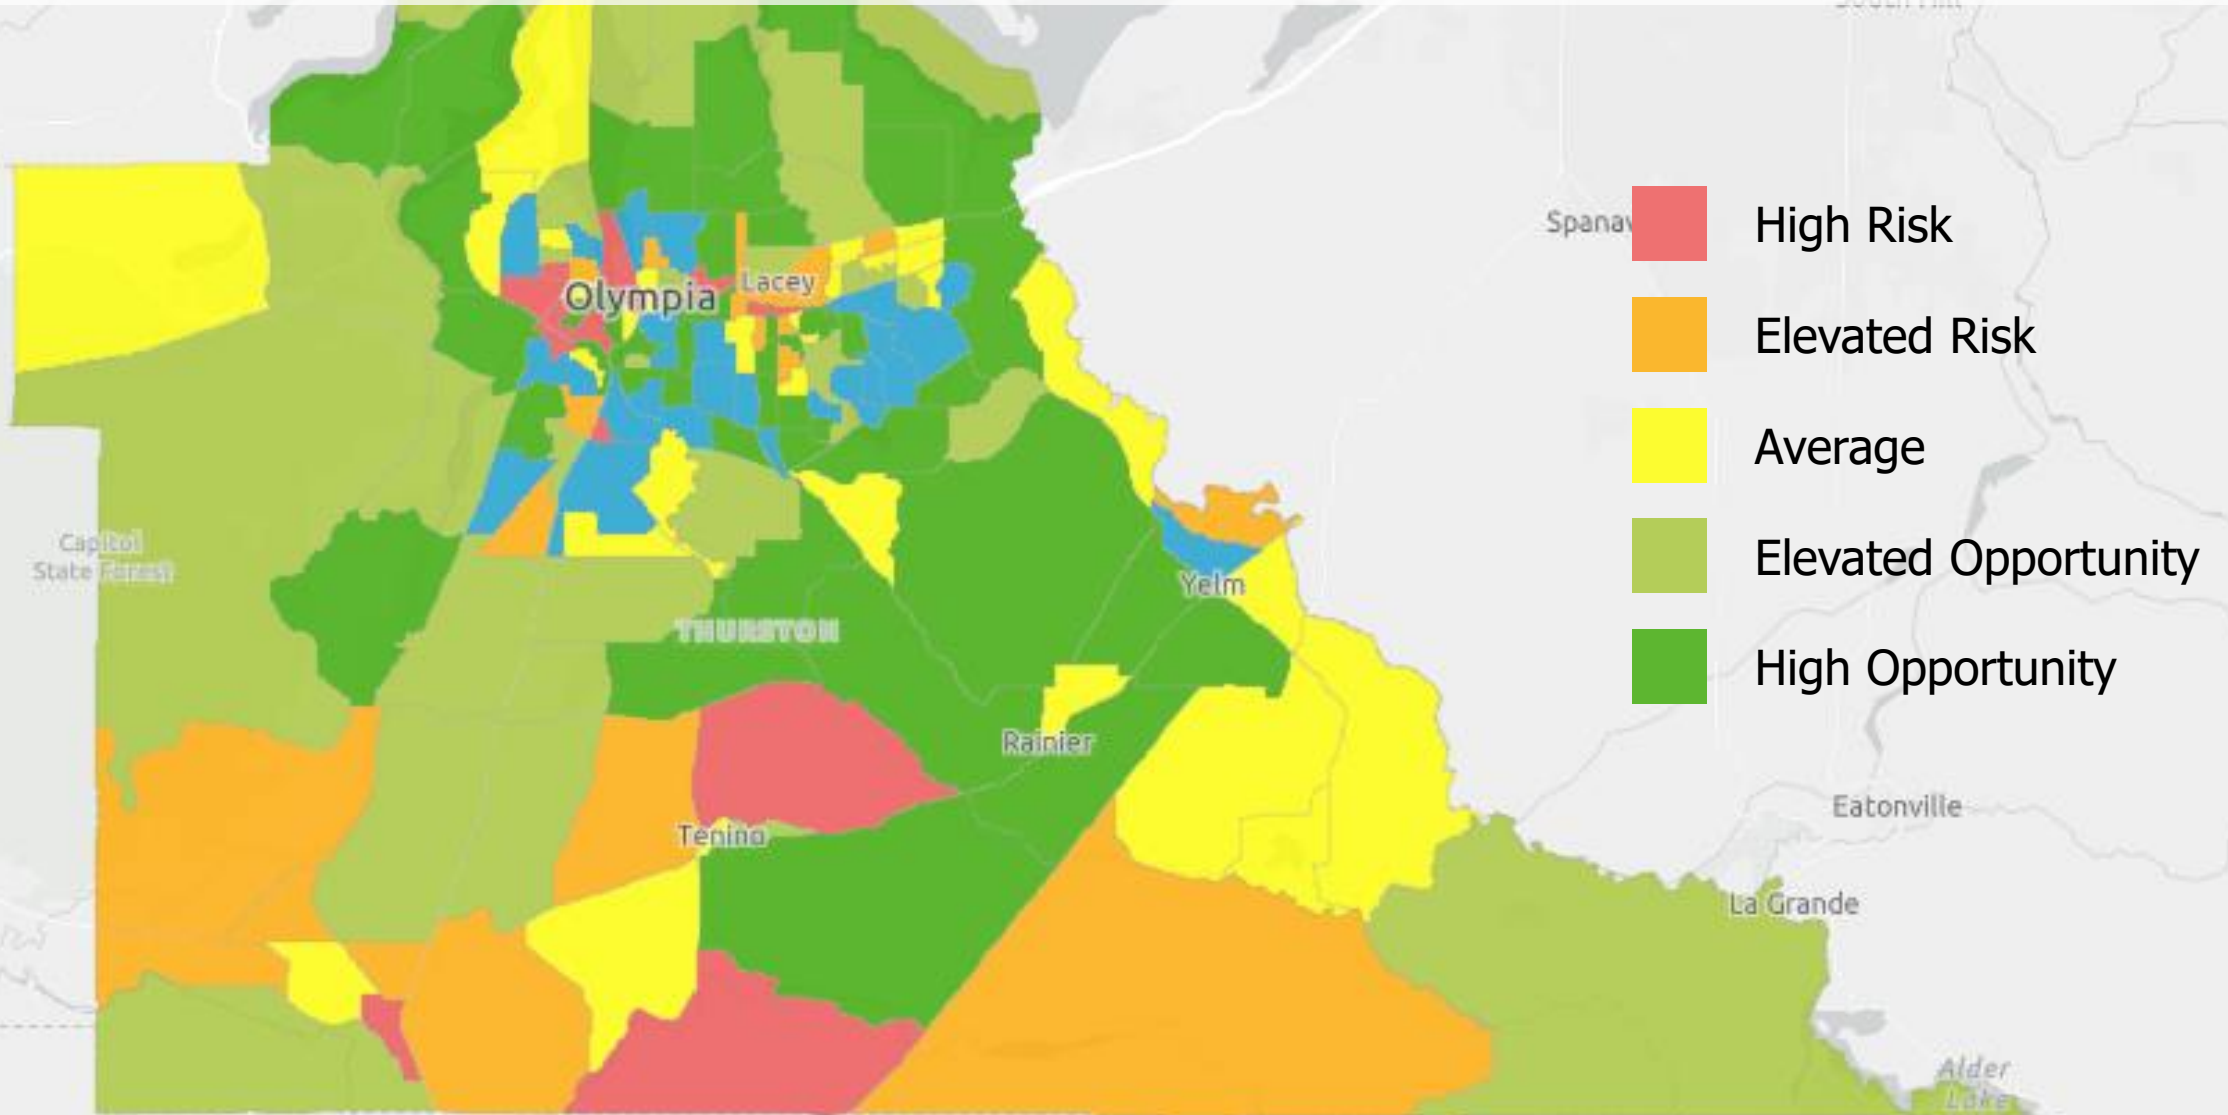 Spanaw
High Risk
Olympia
Lacey
Elevated Risk
Average
Capitol
State Forest
Elevated Opportunity
Yelm
THURSTON
High Opportunity
Rainier
Tenino
Eatonville
La Grande
Alder
Lake